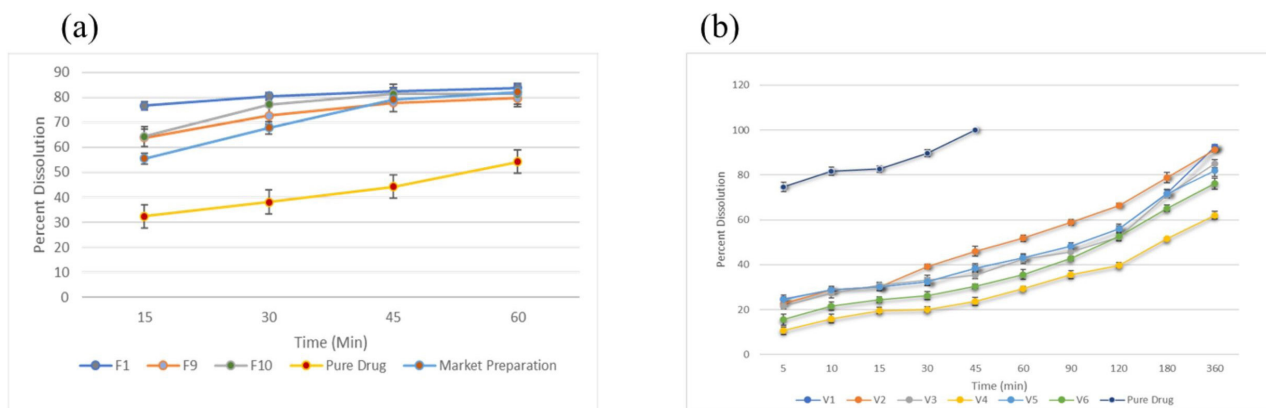 (a)
90
80
70
60
50
40
30
20
10
0
Percent Dissolution
15 30 45 60
Time (Min)
F1 F9 F10 Pure Drug Market Preparation
(b)
120
100
80
60
40
20
0
Percent Dissolution
5 10 15 30 45 60 90 120 180 360
Time (min)
V1 V2 V3 V4 V5 V6 Pure Drug